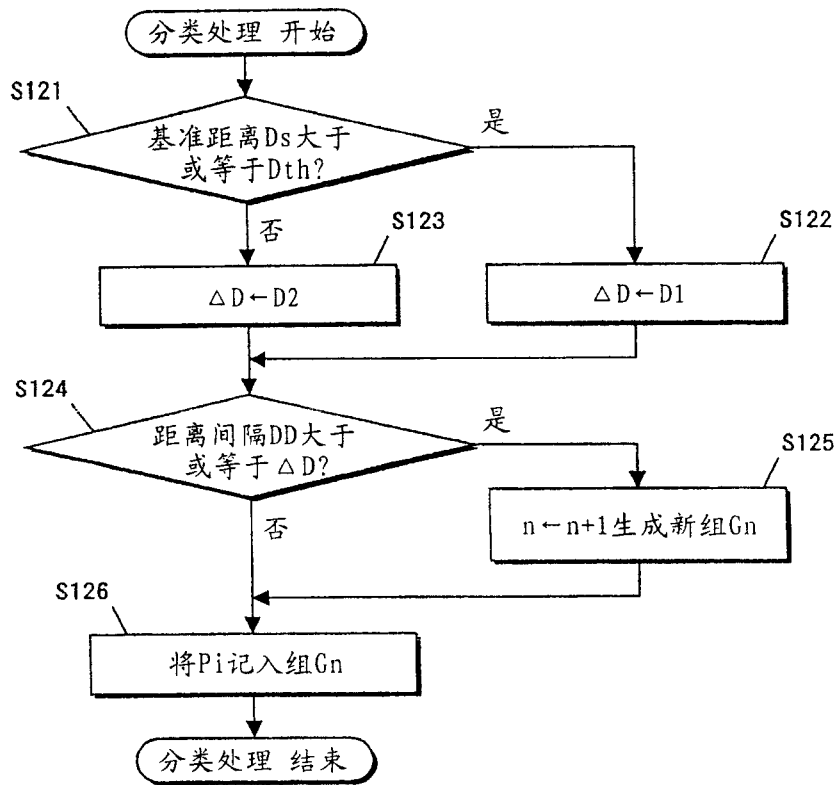 分类处理 开始
S121
基准距离Ds大于
或等于Dth?
是
否
S123
S122
△D←D2
△D←D1
S124
距离间隔DD大于
或等于△D?
是
S125
否
n←n+1生成新组Gn
S126
将Pi记入组Gn
分类处理 结束